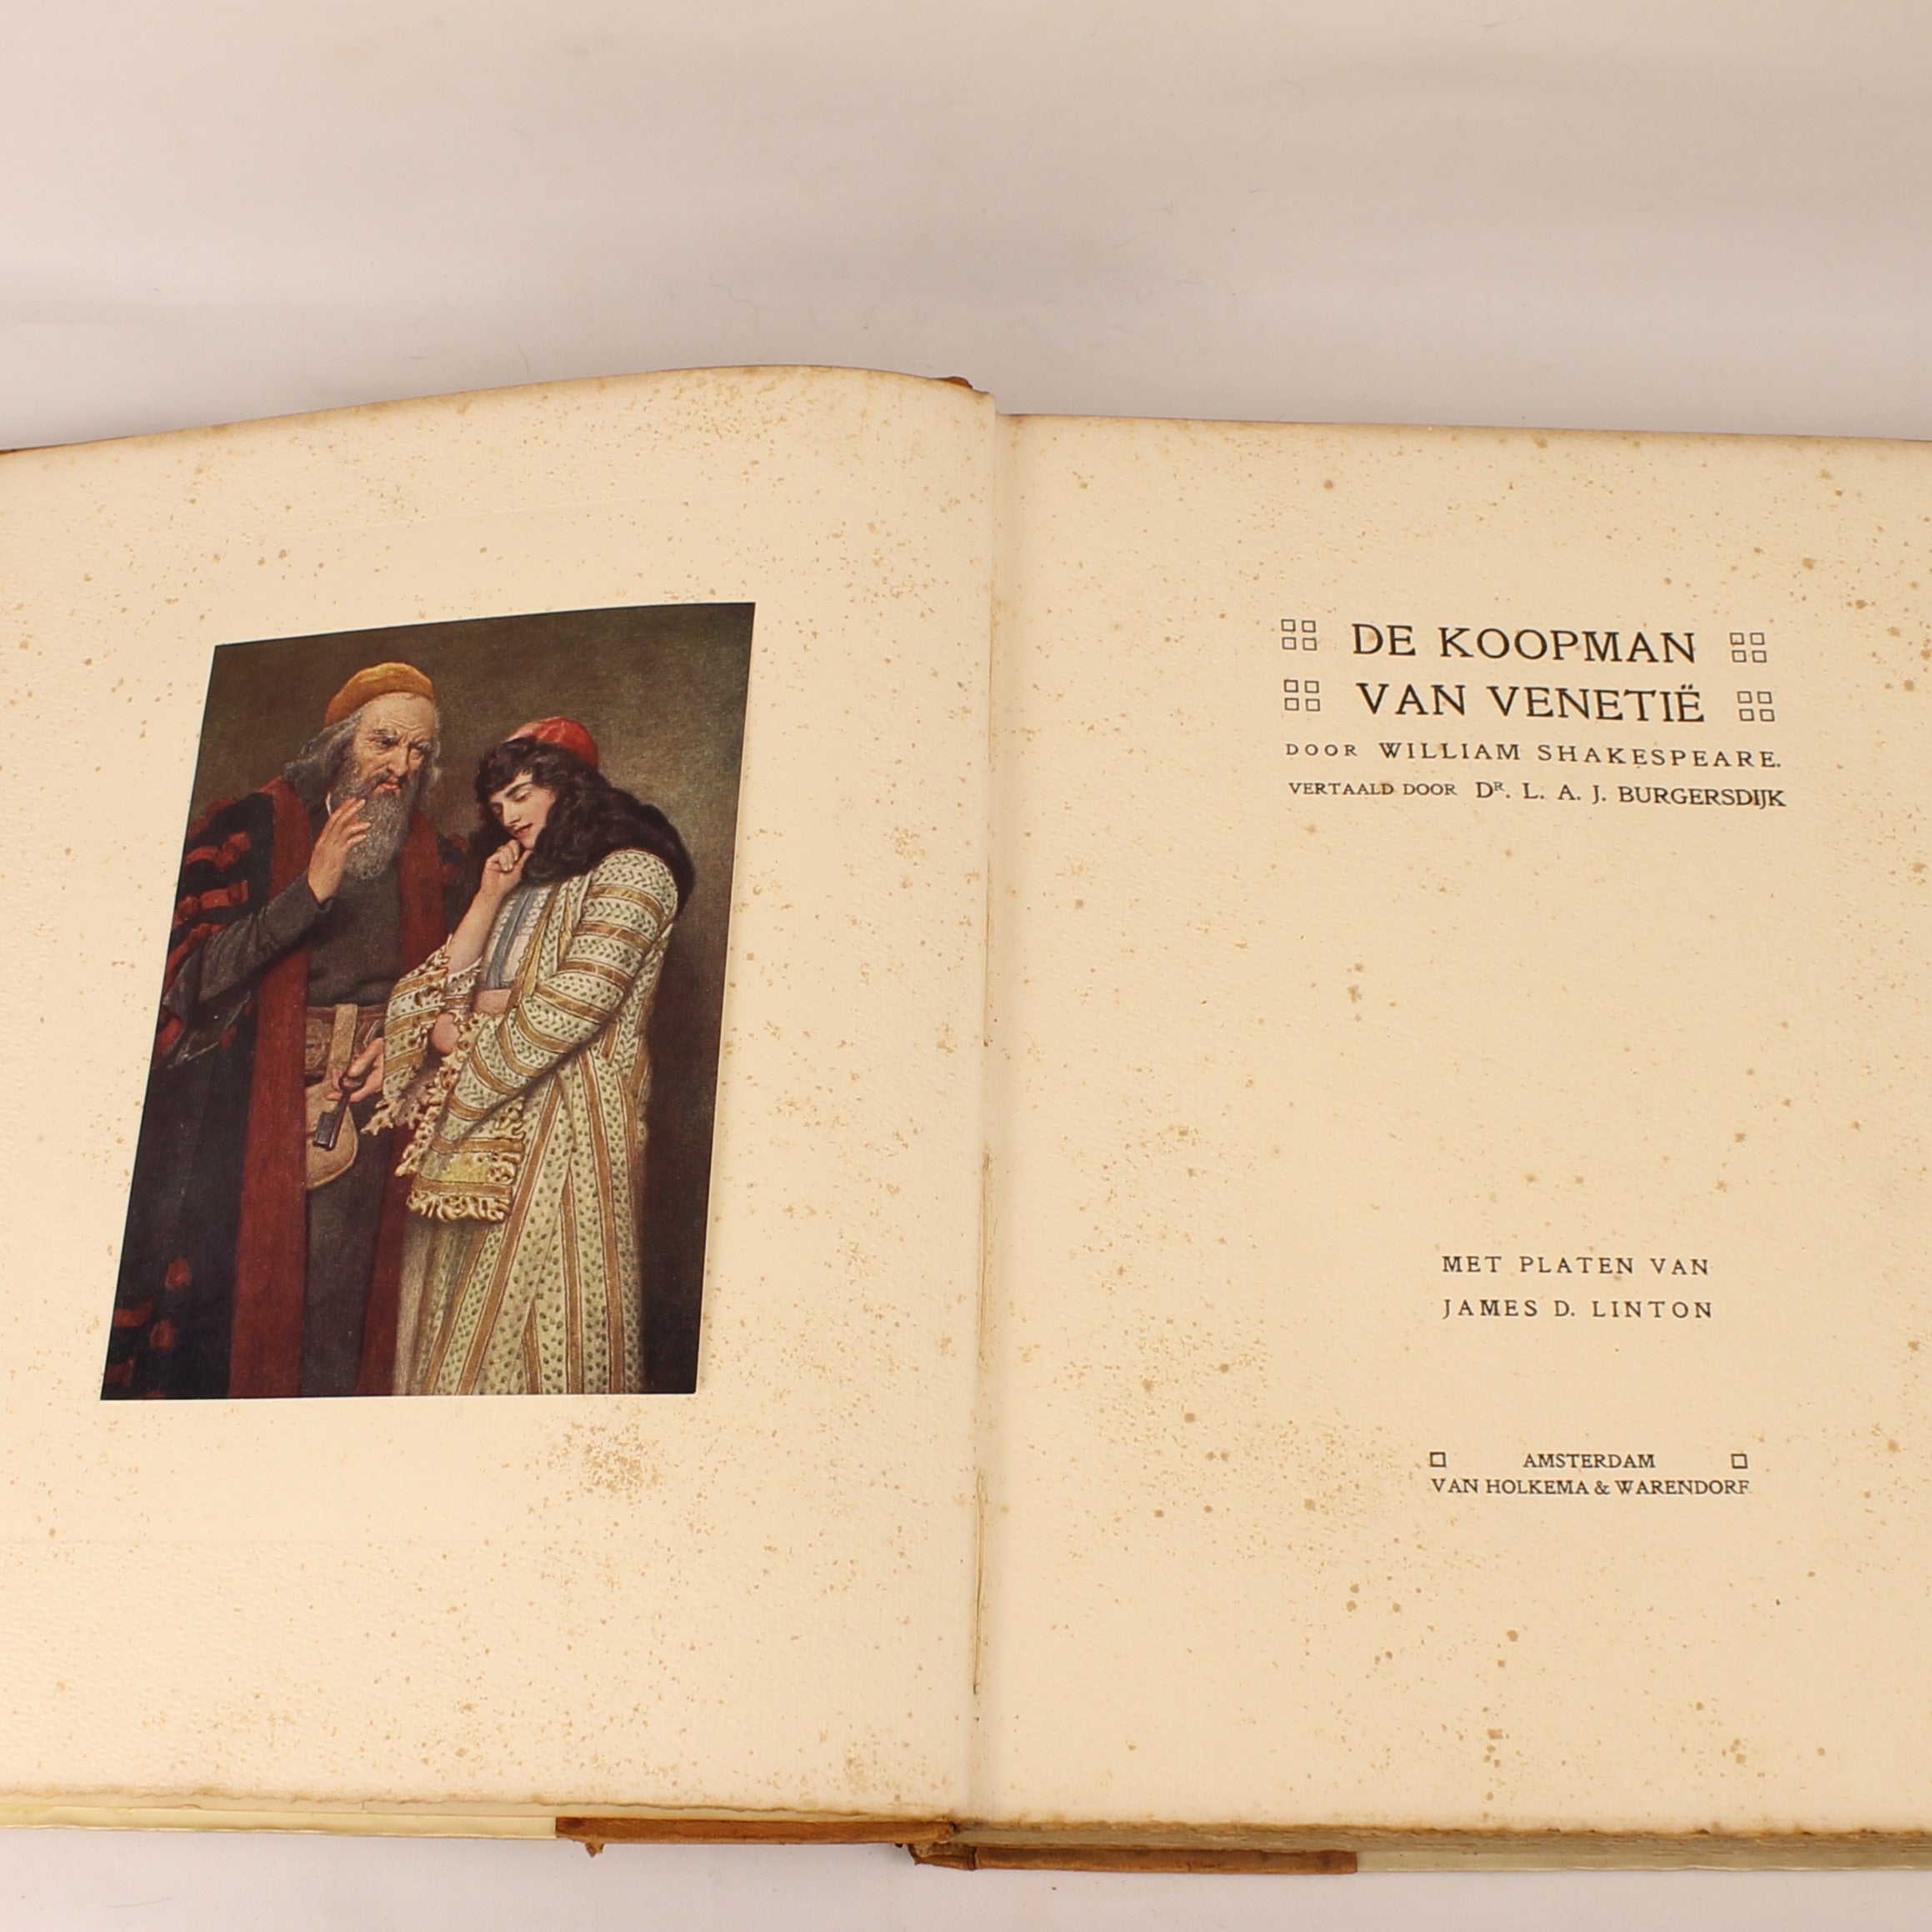 DE KOOPMAN
VAN VENETIË
DOOR WILLIAM SHAKESPEARE.
VERTAALD DOOR DR. L. A. J. BURGERSDIJK
MET PLATEN VAN
JAMES D. LINTON
AMSTERDAM
VAN HOLKEMA & WARENDORF